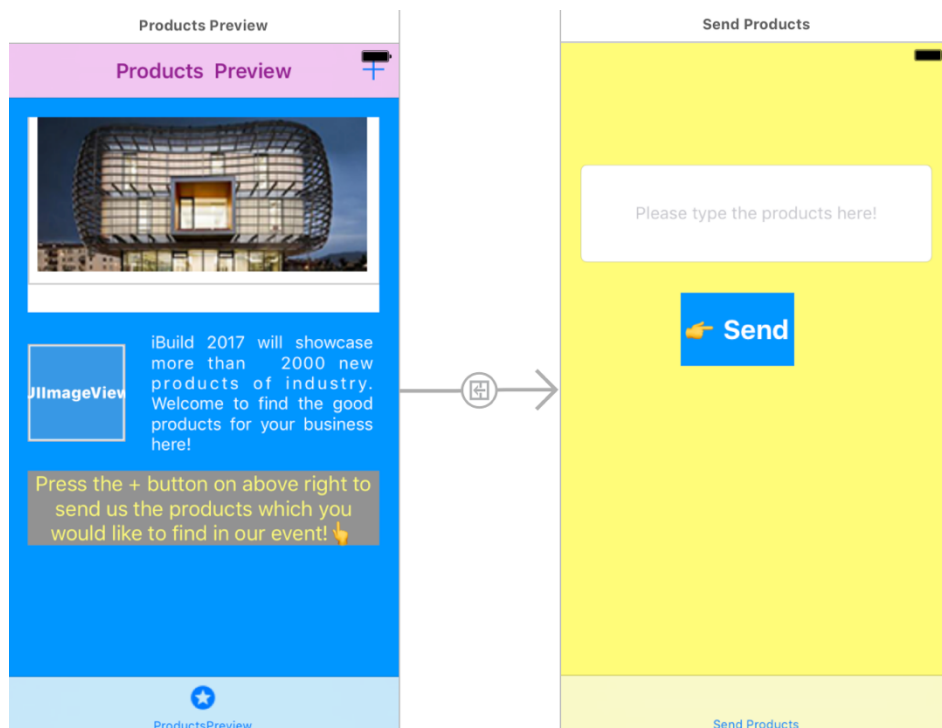 Products Preview
Send Products
Products Preview
+
iBuild 2017 will showcase
more than 2000 new
products of industry.
Welcome to find the good
products for your business
here!
UIImageView
Press the + button on above right to
send us the products which you
would like to find in our event!👆
ProductsPreview
Please type the products here!
👉 Send
Send Products